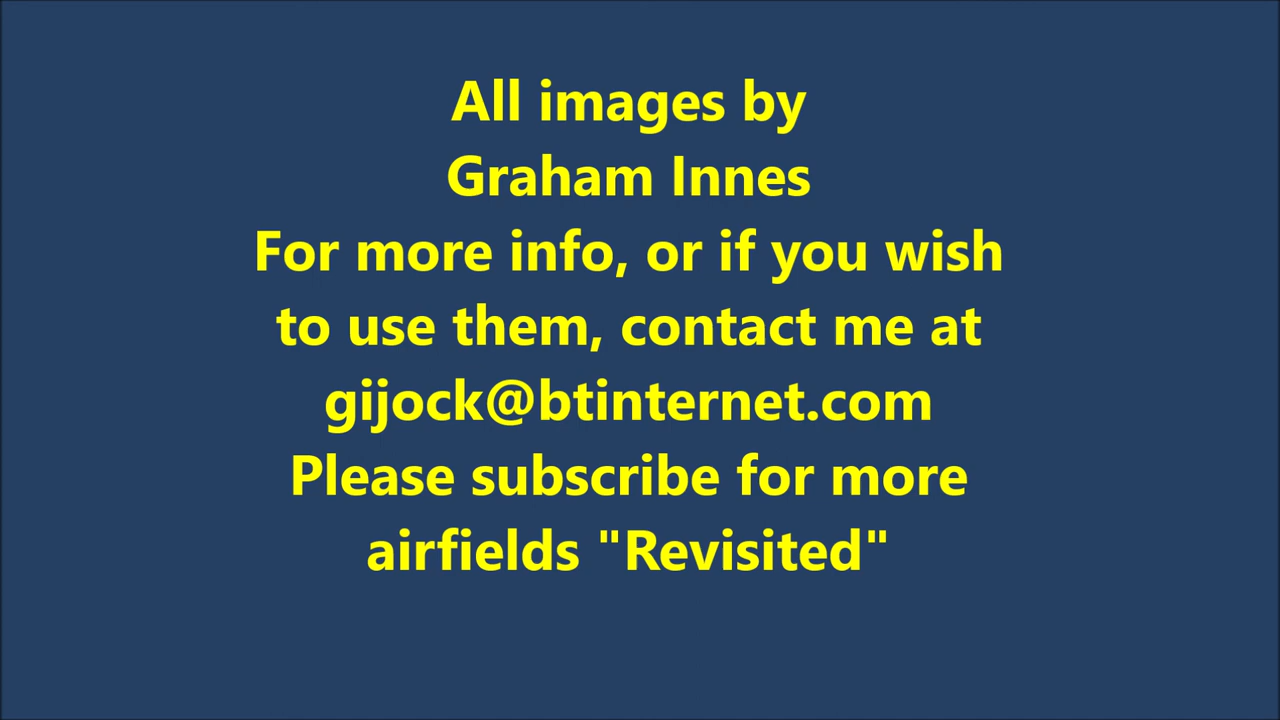 All images by
Graham Innes
For more info, or if you wish
to use them, contact me at
gijock@btinternet.com
Please subscribe for more
airfields "Revisited"